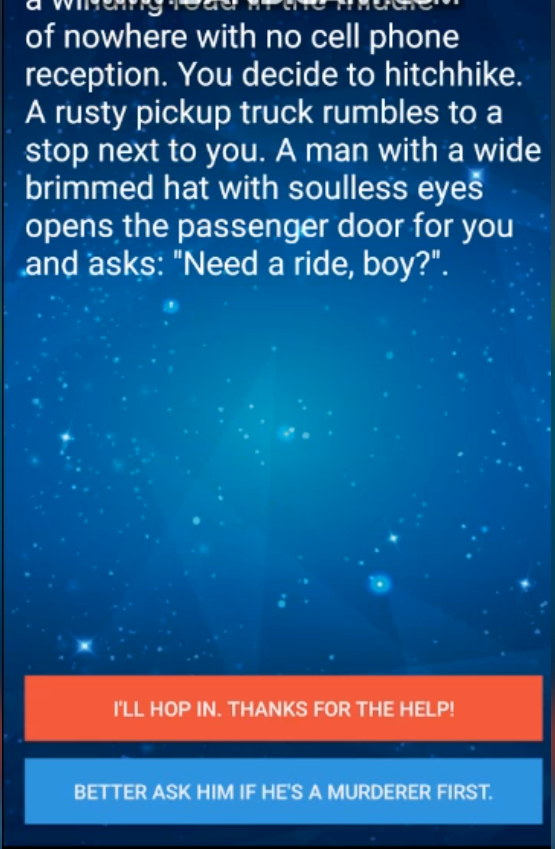 of nowhere with no cell phone
reception. You decide to hitchhike.
A rusty pickup truck rumbles to a
stop next to you. A man with a wide
brimmed hat with soulless eyes
opens the passenger door for you
and asks: "Need a ride, boy?".
I'LL HOP IN. THANKS FOR THE HELP!
BETTER ASK HIM IF HE'S A MURDERER FIRST.